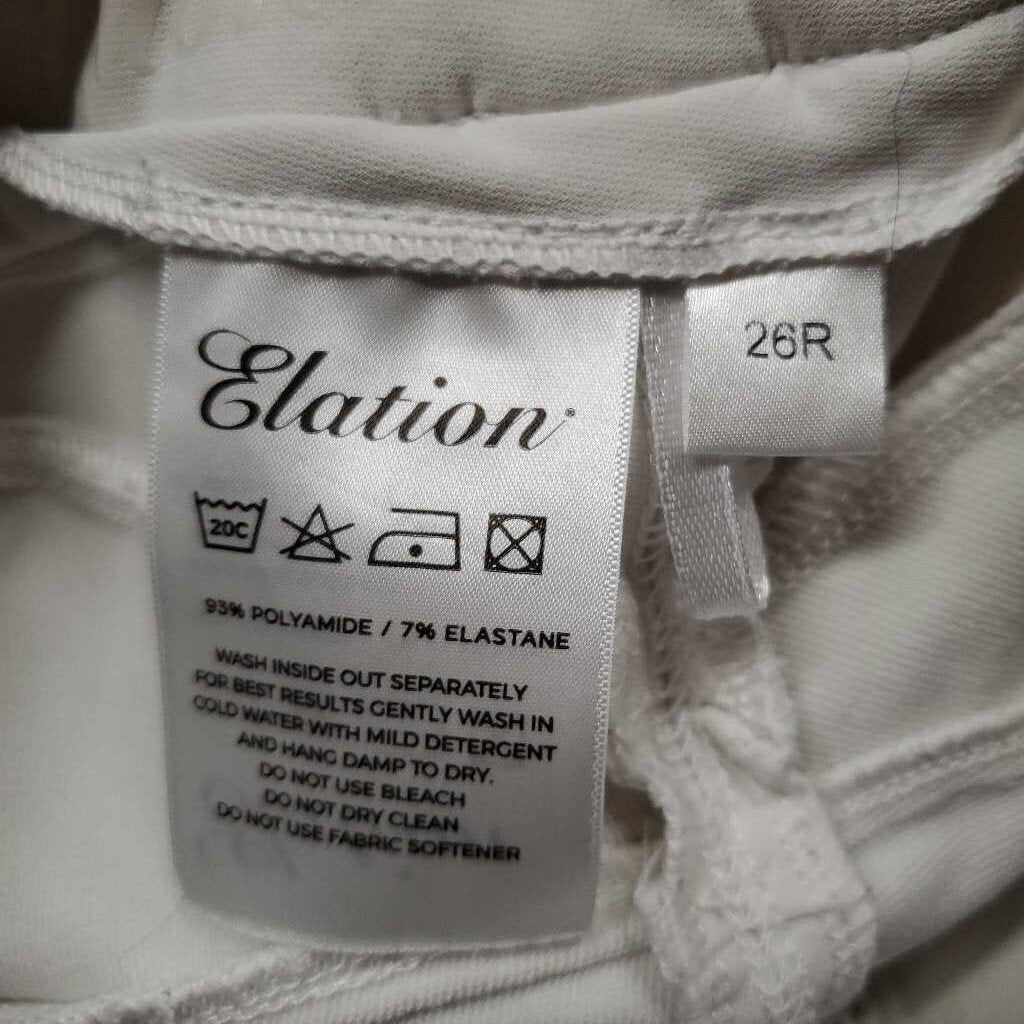 Elation®
26R
20C
93% POLYAMIDE / 7% ELASTANE
WASH INSIDE OUT SEPARATELY
FOR BEST RESULTS GENTLY WASH IN
COLD WATER WITH MILD DETERGENT
AND HANG DAMP TO DRY.
DO NOT USE BLEACH
DO NOT DRY CLEAN
DO NOT USE FABRIC SOFTENER